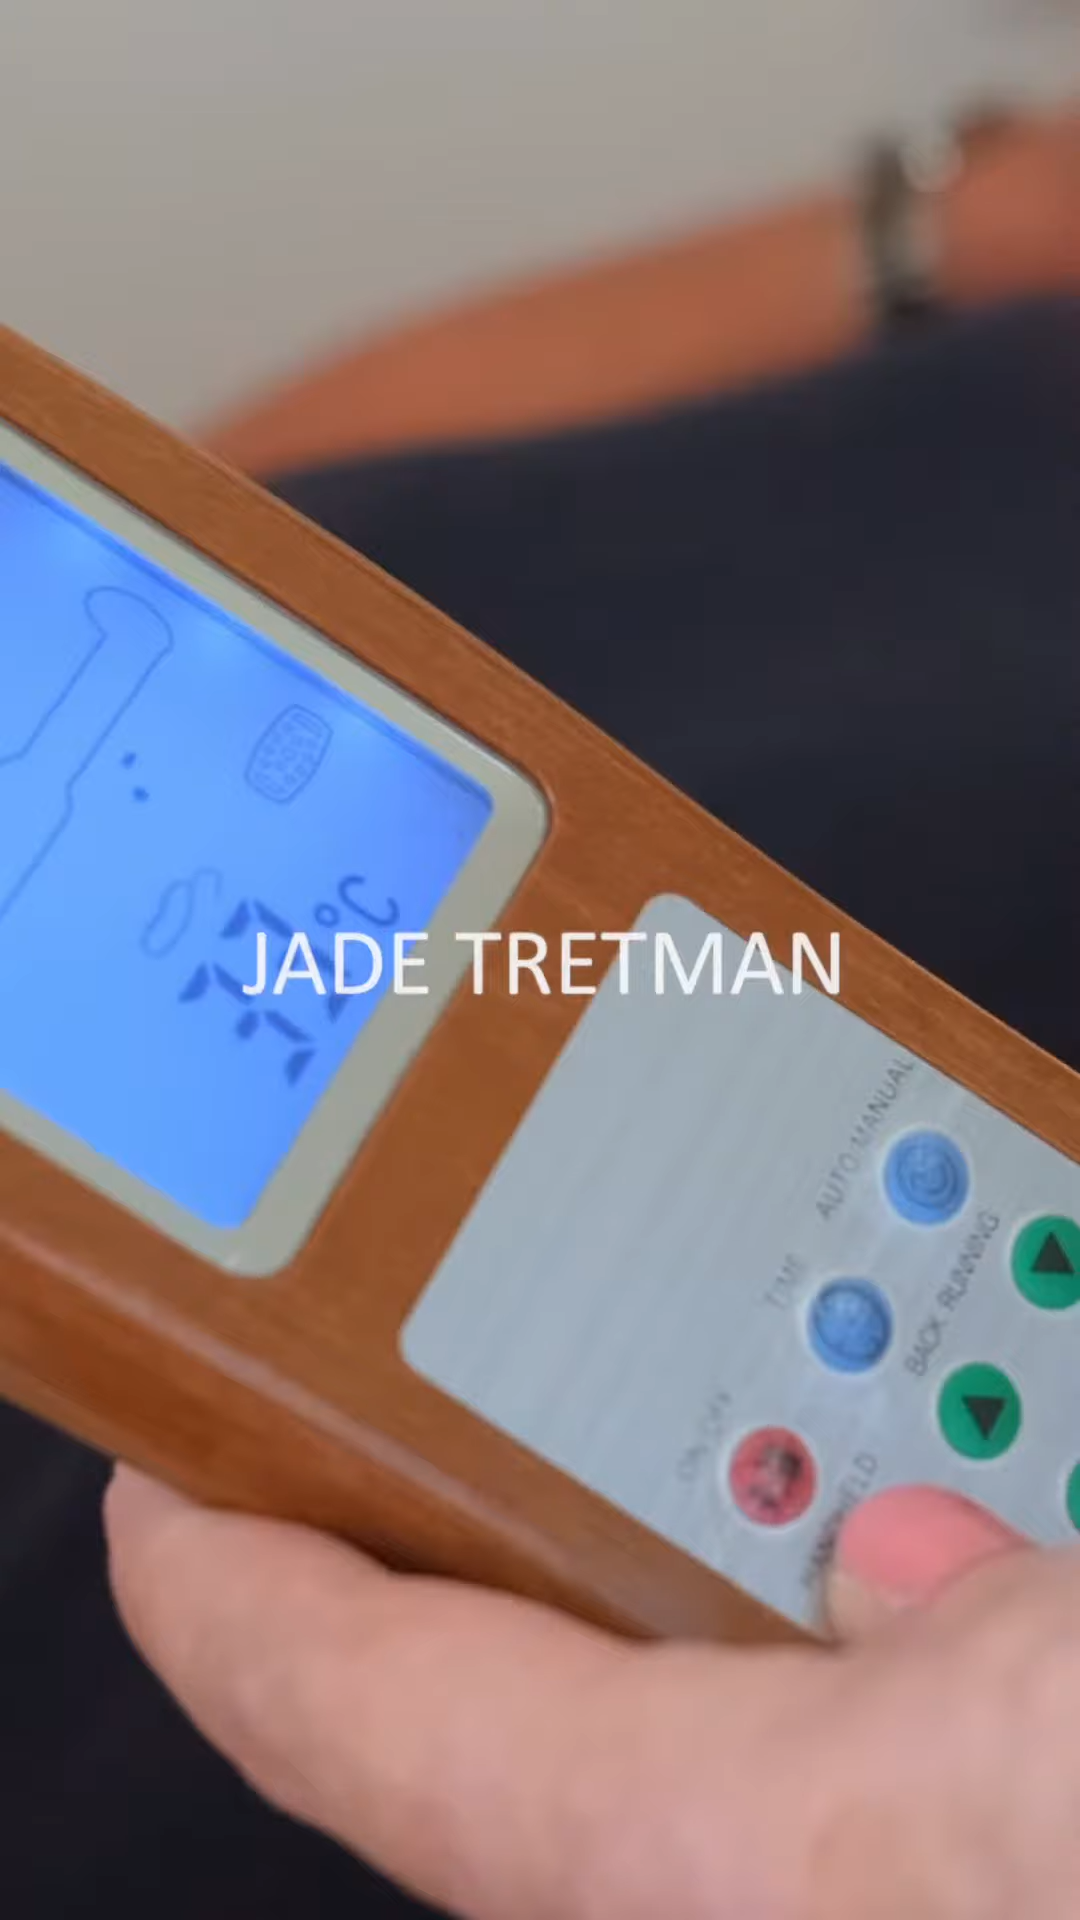 JADE TRETMAN
°C
AUTO/MANUAL
TIME
BACK RUNNING
ON/OFF